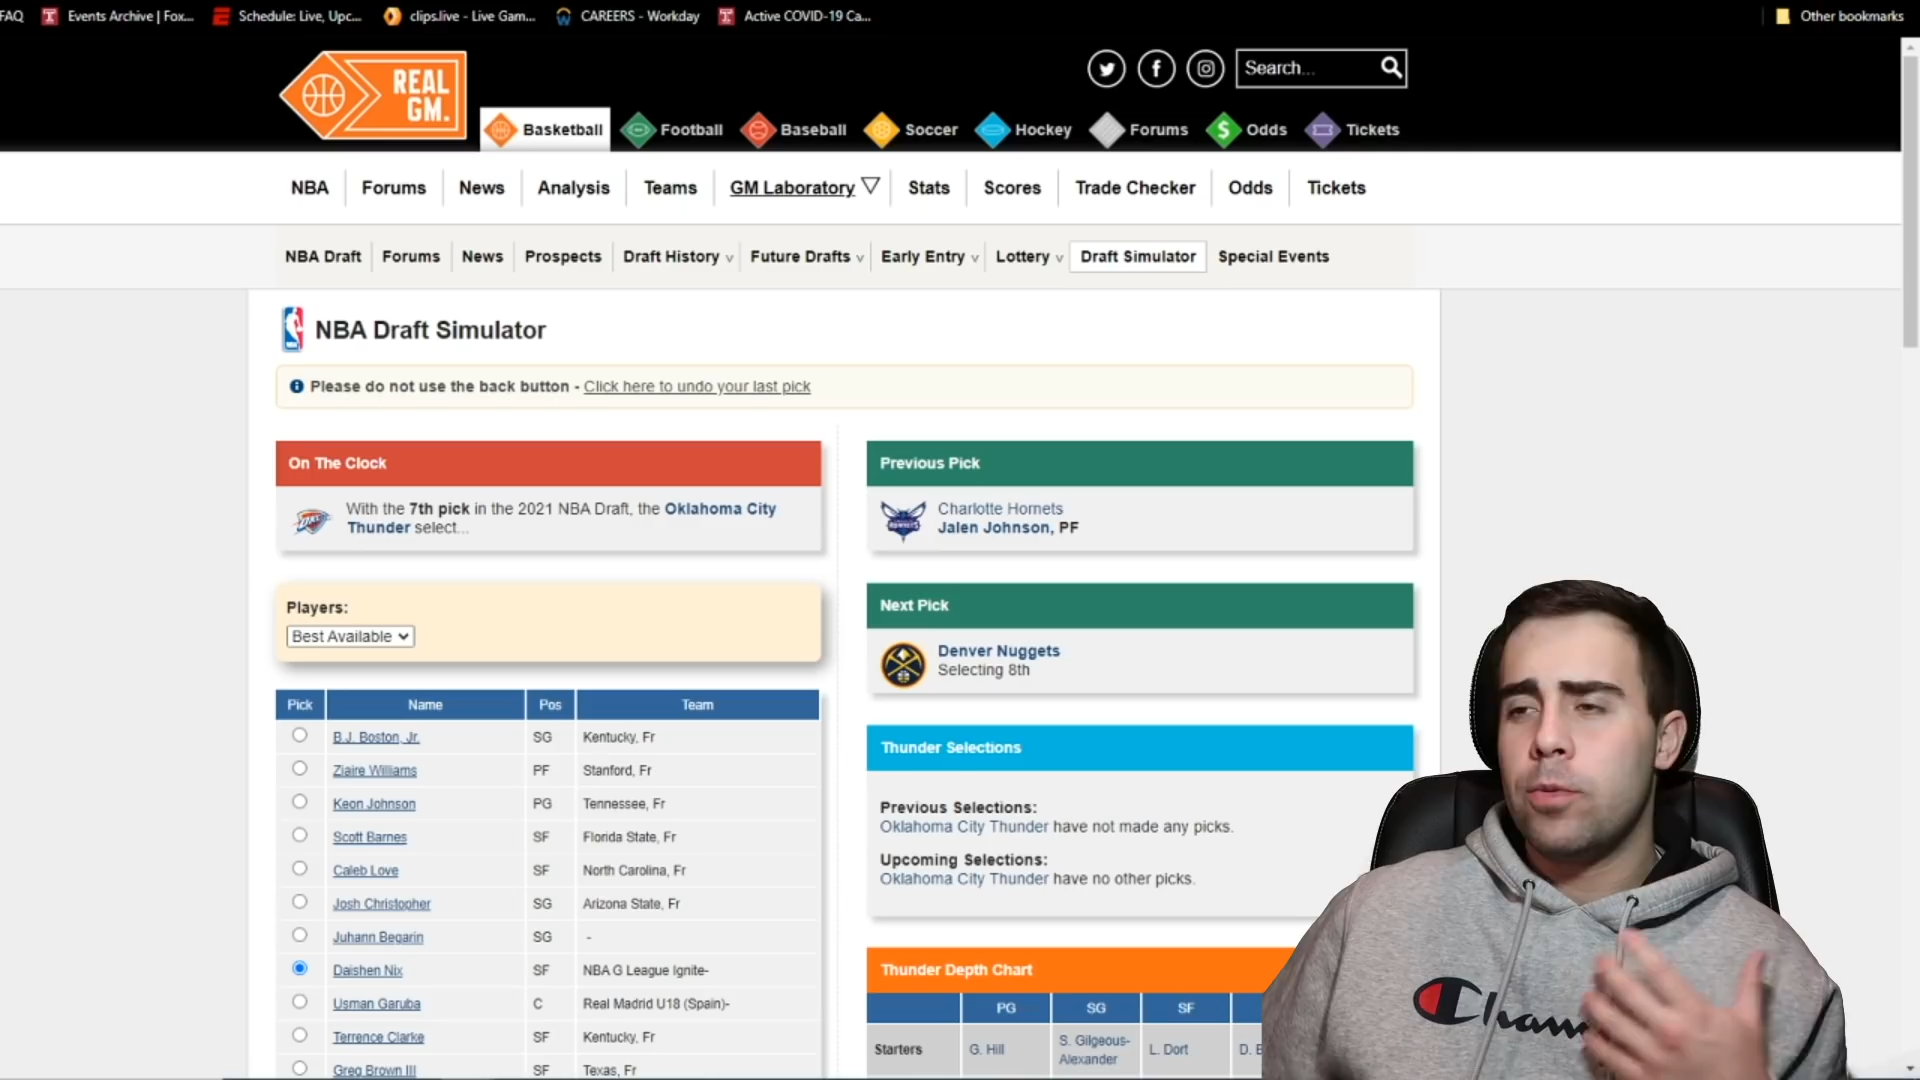 FAQ Events Archive | Fox... Schedule: Live, Upc... clips.live - Live Gam... CAREERS - Workday Active COVID-19 Ca... Other bookmarks
REAL
GM.
Search...
Basketball Football Baseball Soccer Hockey Forums Odds Tickets
NBA Forums News Analysis Teams GM Laboratory Stats Scores Trade Checker Odds Tickets
NBA Draft Forums News Prospects Draft History Future Drafts Early Entry Lottery Draft Simulator Special Events
NBA Draft Simulator
Please do not use the back button - Click here to undo your last pick
On The Clock
With the 7th pick in the 2021 NBA Draft, the Oklahoma City
Thunder select...
Players:
Best Available
Pick Name Pos Team
B.J. Boston, Jr. SG Kentucky, Fr
Ziaire Williams PF Stanford, Fr
Keon Johnson PG Tennessee, Fr
Scott Barnes SF Florida State, Fr
Caleb Love SF North Carolina, Fr
Josh Christopher SG Arizona State, Fr
Juhann Begarin SG -
Daishen Nix SF NBA G League Ignite-
Usman Garuba C Real Madrid U18 (Spain)-
Terrence Clarke SF Kentucky, Fr
Greg Brown III SF Texas, Fr
Previous Pick
Charlotte Hornets
Jalen Johnson, PF
Next Pick
Denver Nuggets
Selecting 8th
Thunder Selections
Previous Selections:
Oklahoma City Thunder have not made any picks.
Upcoming Selections:
Oklahoma City Thunder have no other picks.
Thunder Depth Chart
PG SG SF
Starters G. Hill S. Gilgeous-
Alexander L. Dort D.